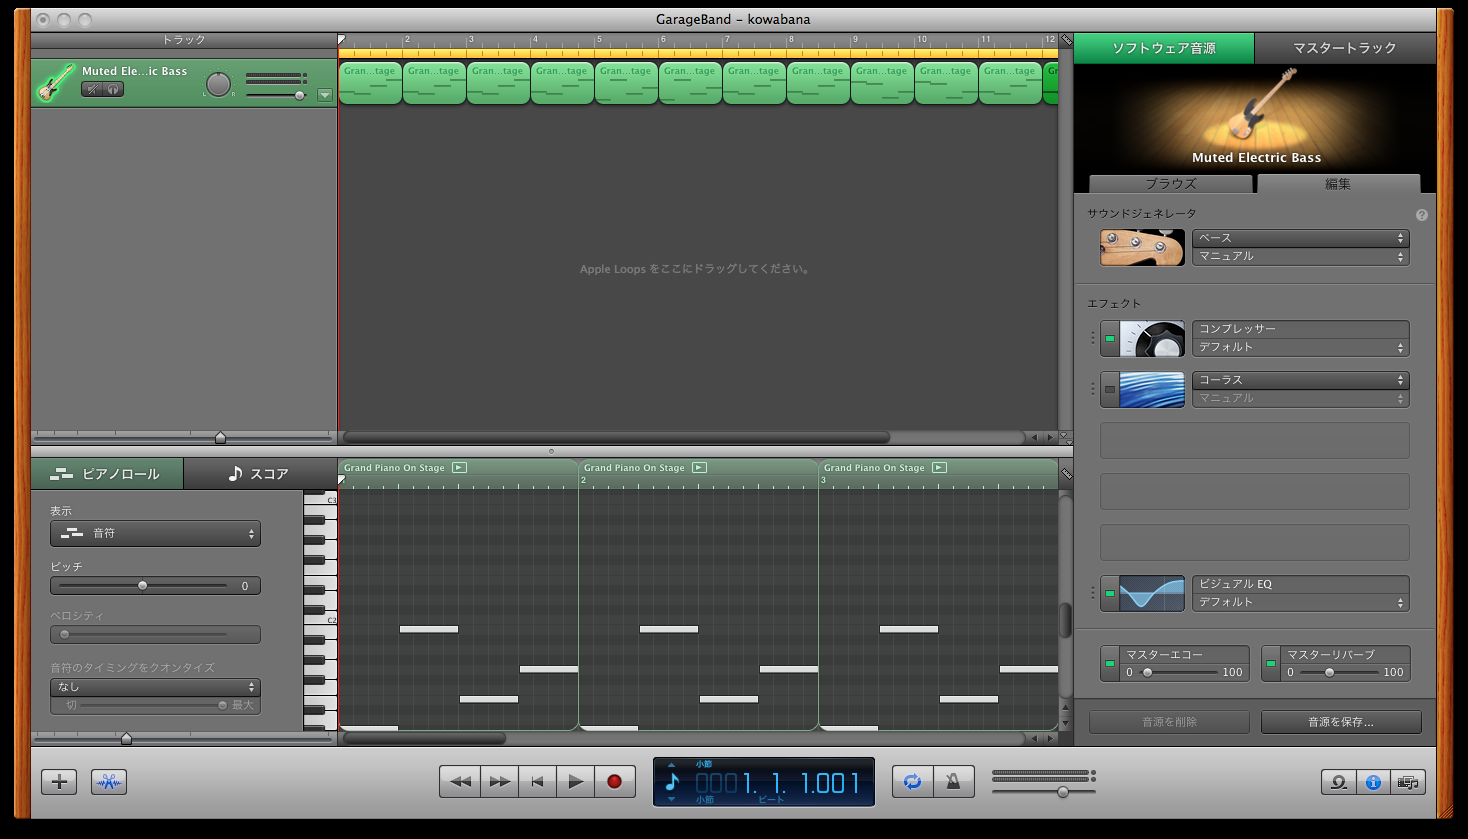 GarageBand – kowabana
トラック
2 3 4 5 6 7 8 9 10 11 12
ソフトウェア音源
マスタートラック
Muted Ele...ic Bass
L R
Gran...tage Gran...tage Gran...tage Gran...tage Gran...tage Gran...tage Gran...tage Gran...tage Gran...tage Gran...tage Gran...tage Gr
Apple Loops をここにドラッグしてください。
Muted Electric Bass
ブラウズ
編集
サウンドジェネレータ
?
ベース
マニュアル
エフェクト
コンプレッサー
デフォルト
コーラス
マニュアル
ビジュアル EQ
デフォルト
マスターエコー
0 100
マスターリバーブ
0 100
音源を削除
音源を保存...
ピアノロール
スコア
Grand Piano On Stage
Grand Piano On Stage
Grand Piano On Stage
2
3
表示
音符
ピッチ
0
ベロシティ
音符のタイミングをクオンタイズ
なし
切 最大
C3
C2
小節
0001. 1. 1.001
小節 ビート